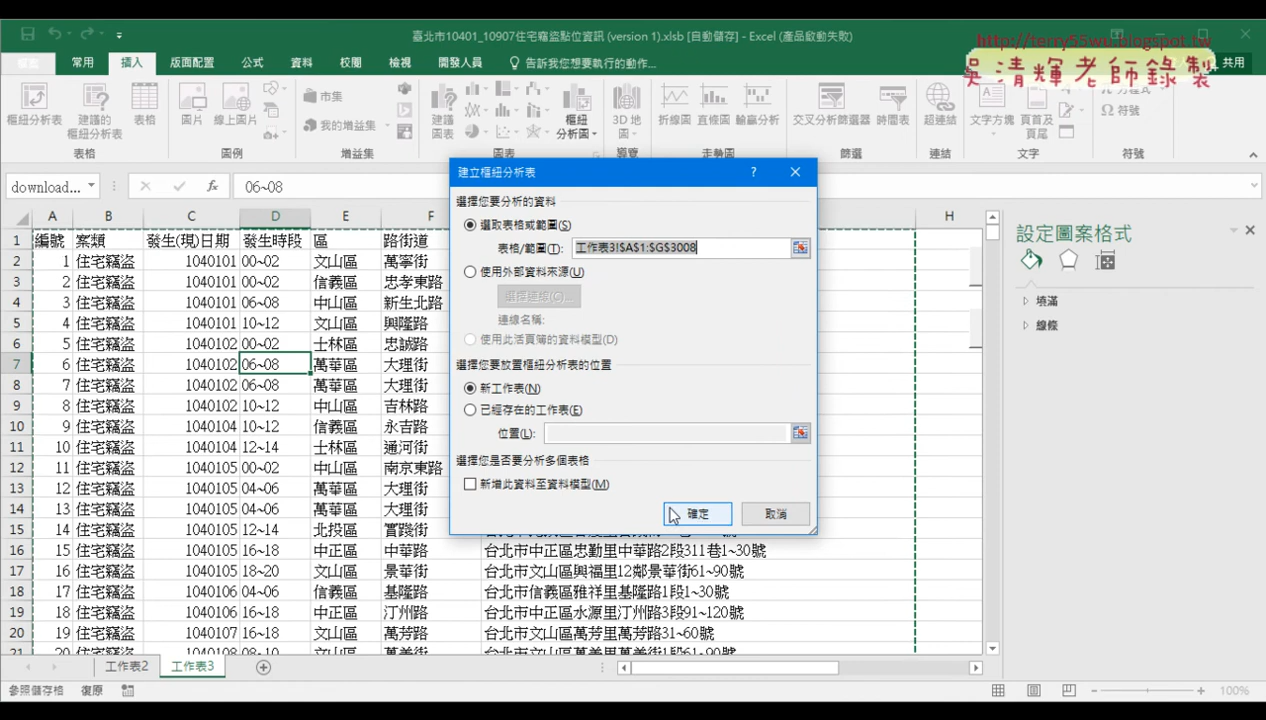 臺北市10401_10907住宅竊盜點位資訊 (version 1).xlsb [自動儲存] - Excel (產品啟動失敗)
http://terry55wu.blogspot.tw
吳清輝老師錄製
常用 插入 版面配置 公式 資料 校閱 檢視 開發人員 告訴我您想要執行的動作... 共用
樞紐分析表 建議的樞紐分析表 表格 圖片 線上圖片 市集 我的增益集 建議圖表 樞紐分析圖 3D 地圖 折線圖 直條圖 輸贏分析 交叉分析篩選器 時間表 超連結 文字方塊 頁首及頁尾 符號
表格 圖例 增益集 圖表 導覽 走勢圖 篩選 連結 文字 符號
download... fx 06~08
建立樞紐分析表 ?
選擇您要分析的資料
選取表格或範圍(S)
表格/範圍(T): 工作表3!$A$1:$G$3008
使用外部資料來源(U)
選擇連線(C)...
連線名稱:
使用此活頁簿的資料模型(D)
選擇您要放置樞紐分析表的位置
新工作表(N)
已經存在的工作表(E)
位置(L):
選擇您是否要分析多個表格
新增此資料至資料模型(M)
確定 取消
A B C D E F H
1 編號 案類 發生(現)日期 發生時段 區 路街道
2 1 住宅竊盜 1040101 00~02 文山區 萬寧街
3 2 住宅竊盜 1040101 00~02 信義區 忠孝東路
4 3 住宅竊盜 1040101 06~08 中山區 新生北路
5 4 住宅竊盜 1040101 10~12 文山區 興隆路
6 5 住宅竊盜 1040102 00~02 士林區 忠誠路
7 6 住宅竊盜 1040102 06~08 萬華區 大理街
8 7 住宅竊盜 1040102 06~08 萬華區 大理街
9 8 住宅竊盜 1040102 10~12 中山區 吉林路
10 9 住宅竊盜 1040104 10~12 信義區 永吉路
11 10 住宅竊盜 1040104 12~14 士林區 通河街
12 11 住宅竊盜 1040105 00~02 中山區 南京東路
13 12 住宅竊盜 1040105 04~06 萬華區 大理街
14 13 住宅竊盜 1040105 04~06 萬華區 大理街
15 14 住宅竊盜 1040105 12~14 北投區 實踐街
16 15 住宅竊盜 1040105 16~18 中正區 中華路 台北市中正區忠勤里中華路2段311巷1~30號
17 16 住宅竊盜 1040105 18~20 文山區 景華街 台北市文山區興福里12鄰景華街61~90號
18 17 住宅竊盜 1040106 04~06 信義區 基隆路 台北市信義區雅祥里基隆路1段1~30號
19 18 住宅竊盜 1040106 16~18 中正區 汀州路 台北市中正區水源里汀州路3段91~120號
20 19 住宅竊盜 1040107 16~18 文山區 萬芳路 台北市文山區萬芳里萬芳路31~60號
設定圖案格式
填滿
線條
工作表2 工作表3
參照儲存格 復原 100%